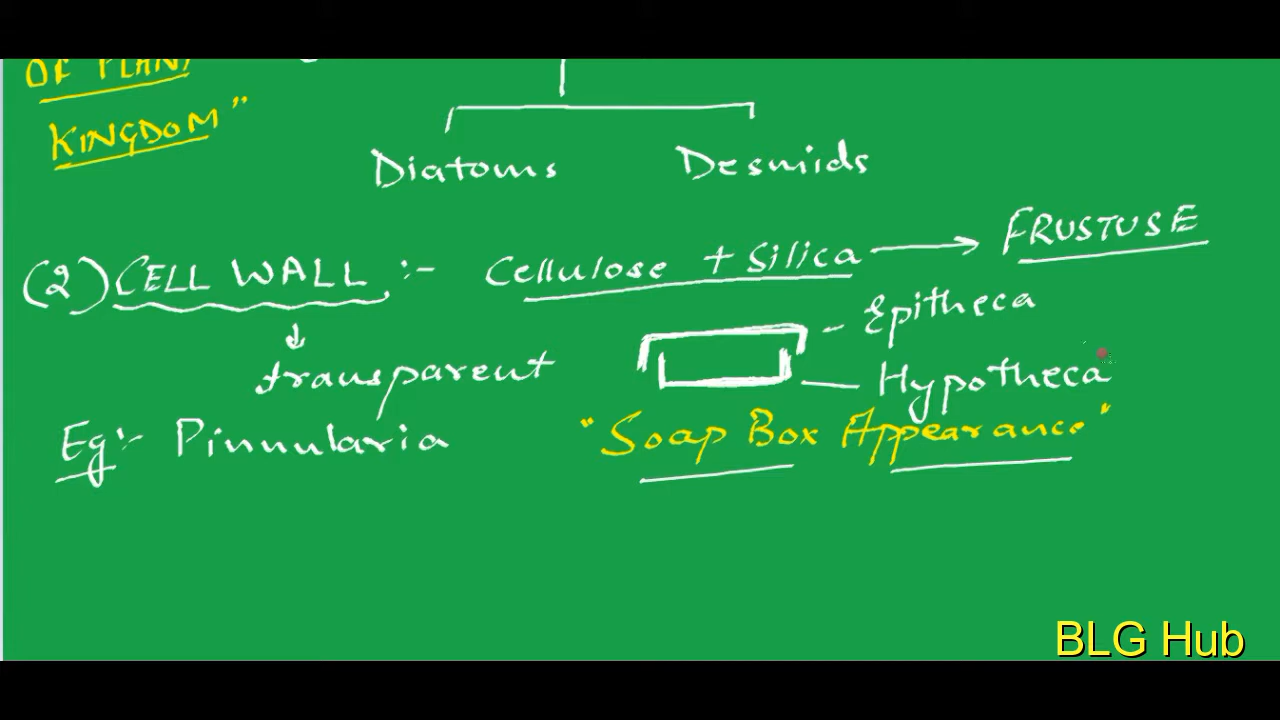 OF PLANT
KINGDOM"
Diatoms Desmids
(2) CELL WALL :- Cellulose + Silica → FRUSTUSE
- Epitheca
transparent — Hypotheca
Eg:- Pinnularia "Soap Box Appearance"
BLG Hub